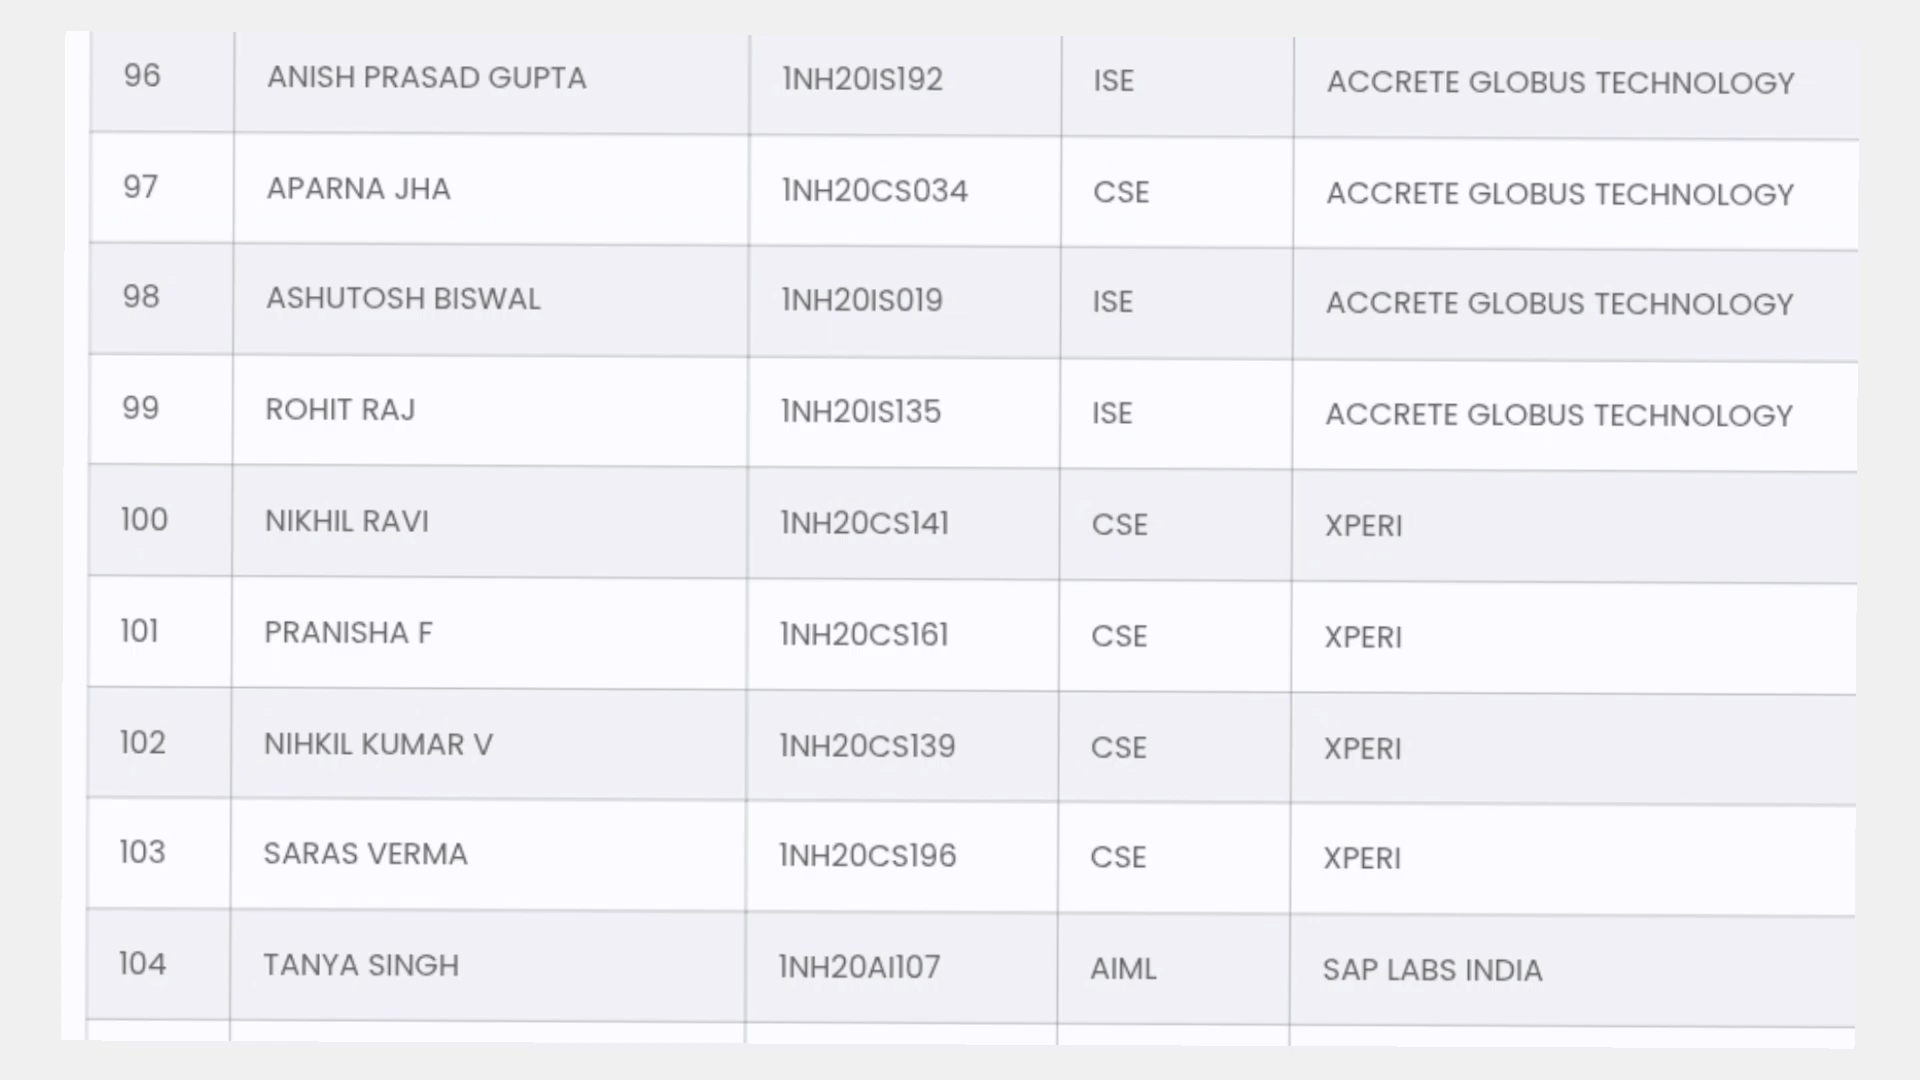 96 ANISH PRASAD GUPTA 1NH20IS192 ISE ACCRETE GLOBUS TECHNOLOGY
97 APARNA JHA 1NH20CS034 CSE ACCRETE GLOBUS TECHNOLOGY
98 ASHUTOSH BISWAL 1NH20IS019 ISE ACCRETE GLOBUS TECHNOLOGY
99 ROHIT RAJ 1NH20IS135 ISE ACCRETE GLOBUS TECHNOLOGY
100 NIKHIL RAVI 1NH20CS141 CSE XPERI
101 PRANISHA F 1NH20CS161 CSE XPERI
102 NIHKIL KUMAR V 1NH20CS139 CSE XPERI
103 SARAS VERMA 1NH20CS196 CSE XPERI
104 TANYA SINGH 1NH20AI107 AIML SAP LABS INDIA